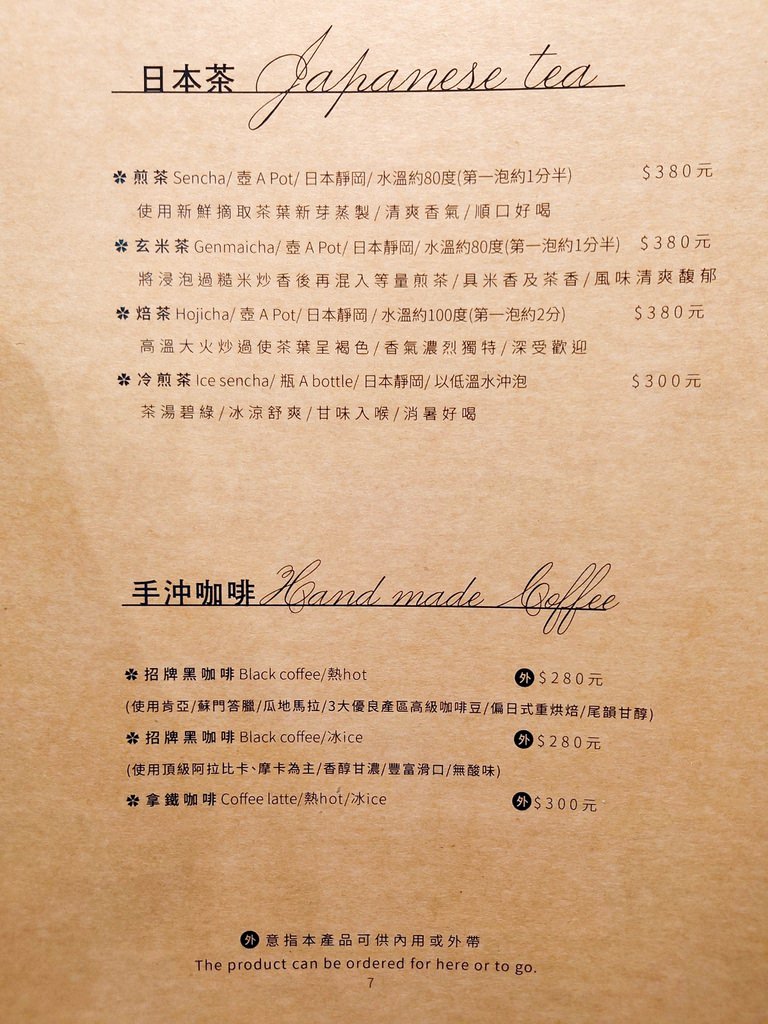 日本茶 Japanese tea
✽ 煎茶 Sencha/ 壺 A Pot/ 日本靜岡/ 水溫約80度(第一泡約1分半) $380元
使用新鮮摘取茶葉新芽蒸製/清爽香氣/順口好喝
✽ 玄米茶 Genmaicha/ 壺 A Pot/ 日本靜岡/ 水溫約80度(第一泡約1分半) $380元
將浸泡過糙米炒香後再混入等量煎茶/具米香及茶香/風味清爽馥郁
✽ 焙茶 Hojicha/ 壺 A Pot/ 日本靜岡 / 水溫約100度(第一泡約2分) $380元
高溫大火炒過使茶葉呈褐色/香氣濃烈獨特/深受歡迎
✽ 冷煎茶 Ice sencha/ 瓶 A bottle/ 日本靜岡/ 以低溫水沖泡 $300元
茶湯碧綠/冰涼舒爽/甘味入喉/消暑好喝
手沖咖啡 Hand made Coffee
✽ 招牌黑咖啡 Black coffee/熱hot 外 $280元
(使用肯亞/蘇門答臘/瓜地馬拉/3大優良產區高級咖啡豆/偏日式重烘焙/尾韻甘醇)
✽ 招牌黑咖啡 Black coffee/冰ice 外 $280元
(使用頂級阿拉比卡、摩卡為主/香醇甘濃/豐富滑口/無酸味)
✽ 拿鐵咖啡 Coffee latte/熱hot/冰ice 外 $300元
外 意指本產品可供內用或外帶
The product can be ordered for here or to go.
7